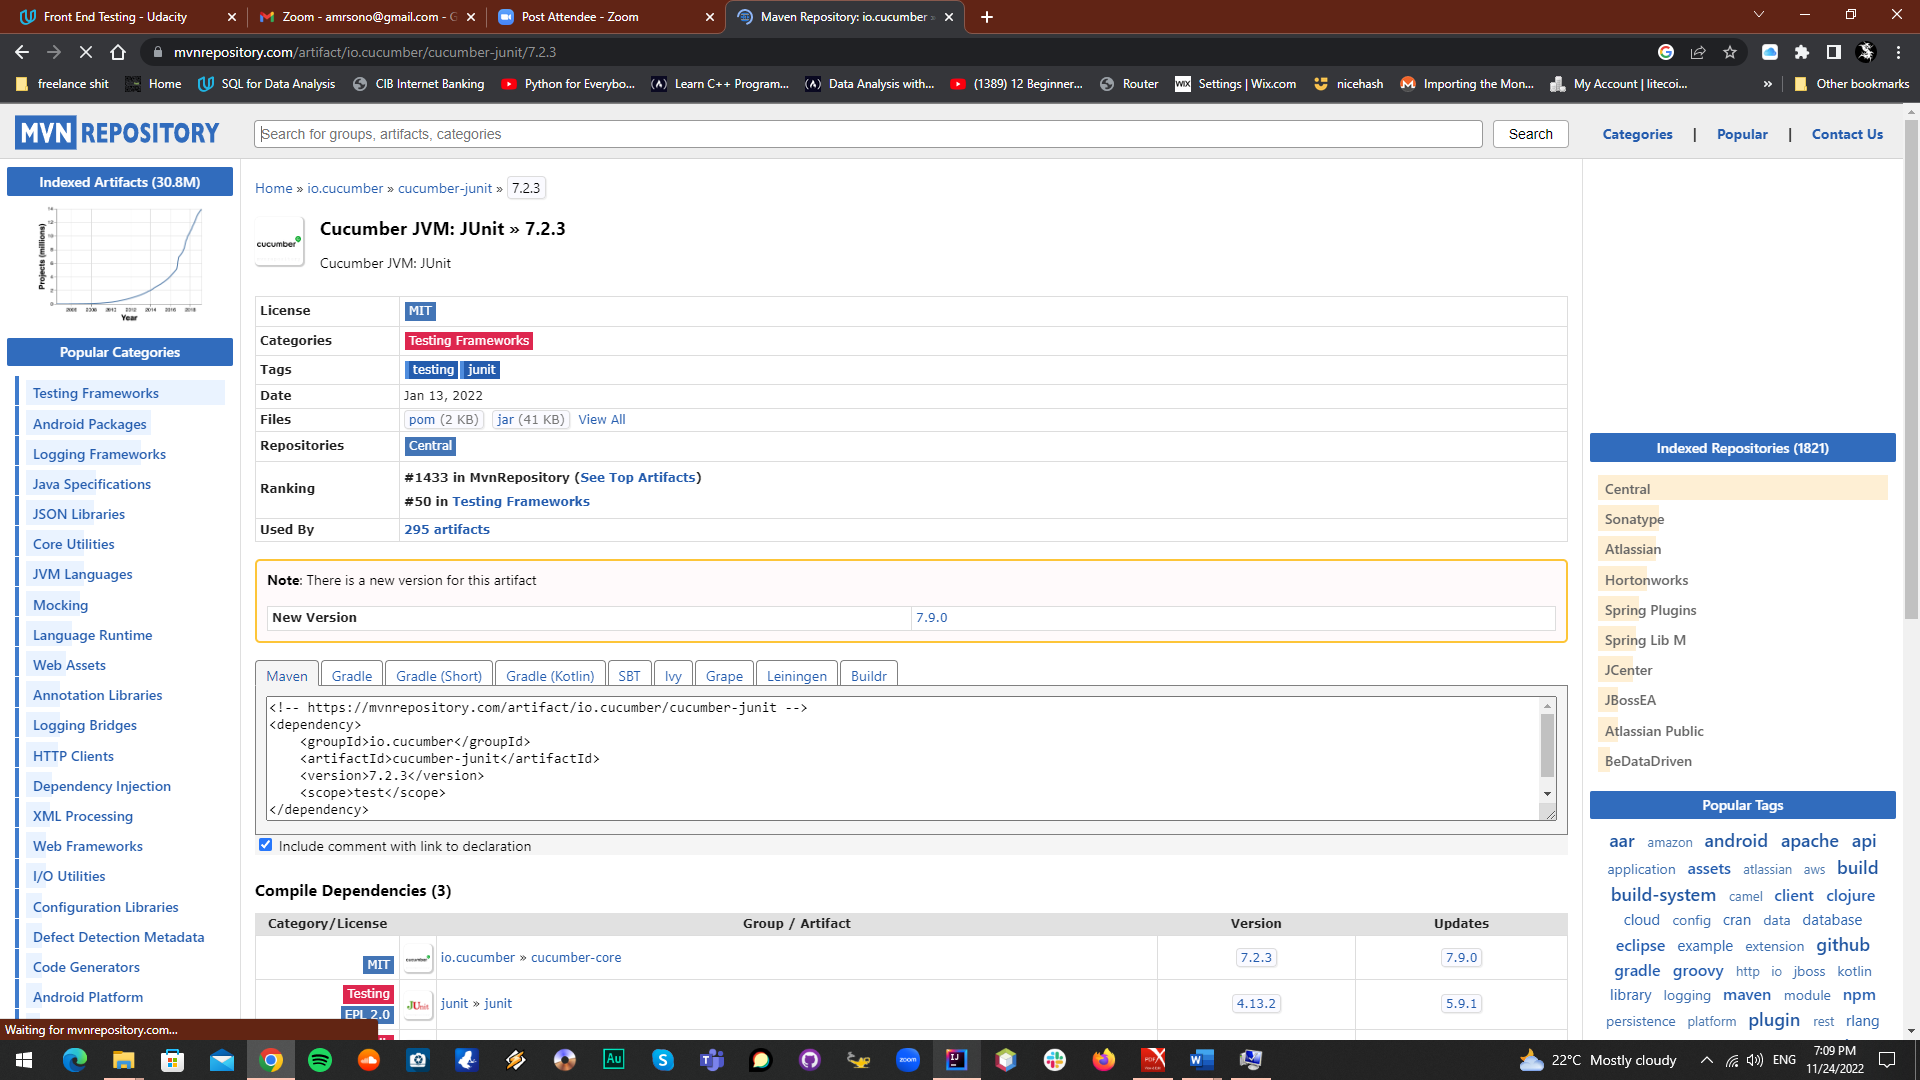 Front End Testing - Udacity
Zoom - amrsono@gmail.com - G
Post Attendee - Zoom
Maven Repository: io.cucumber »
mvnrepository.com/artifact/io.cucumber/cucumber-junit/7.2.3
freelance shit
Home
SQL for Data Analysis
CIB Internet Banking
Python for Everybo...
Learn C++ Program...
Data Analysis with...
(1389) 12 Beginner...
Router
Settings | Wix.com
nicehash
Importing the Mon...
My Account | litecoi...
»
Other bookmarks
MVN REPOSITORY
Search for groups, artifacts, categories
Search
Categories | Popular | Contact Us
Indexed Artifacts (30.8M)
Projects (millions)
Year
Popular Categories
Testing Frameworks
Android Packages
Logging Frameworks
Java Specifications
JSON Libraries
Core Utilities
JVM Languages
Mocking
Language Runtime
Web Assets
Annotation Libraries
Logging Bridges
HTTP Clients
Dependency Injection
XML Processing
Web Frameworks
I/O Utilities
Configuration Libraries
Defect Detection Metadata
Code Generators
Android Platform
Home » io.cucumber » cucumber-junit » 7.2.3
cucumber
Cucumber JVM: JUnit » 7.2.3
Cucumber JVM: JUnit
License MIT
Categories Testing Frameworks
Tags testing junit
Date Jan 13, 2022
Files pom (2 KB) jar (41 KB) View All
Repositories Central
Ranking #1433 in MvnRepository (See Top Artifacts)
#50 in Testing Frameworks
Used By 295 artifacts
Note: There is a new version for this artifact
New Version 7.9.0
Maven Gradle Gradle (Short) Gradle (Kotlin) SBT Ivy Grape Leiningen Buildr
<!-- https://mvnrepository.com/artifact/io.cucumber/cucumber-junit -->
<dependency>
<groupId>io.cucumber</groupId>
<artifactId>cucumber-junit</artifactId>
<version>7.2.3</version>
<scope>test</scope>
</dependency>
Include comment with link to declaration
Compile Dependencies (3)
Category/License Group / Artifact Version Updates
MIT cucumber io.cucumber » cucumber-core 7.2.3 7.9.0
Testing
EPL 2.0 JUnit junit » junit 4.13.2 5.9.1
Indexed Repositories (1821)
Central
Sonatype
Atlassian
Hortonworks
Spring Plugins
Spring Lib M
JCenter
JBossEA
Atlassian Public
BeDataDriven
Popular Tags
aar amazon android apache api
application assets atlassian aws build
build-system camel client clojure
cloud config cran data database
eclipse example extension github
gradle groovy http io jboss kotlin
library logging maven module npm
persistence platform plugin rest rlang
Waiting for mvnrepository.com...
22°C Mostly cloudy
ENG
7:09 PM
11/24/2022